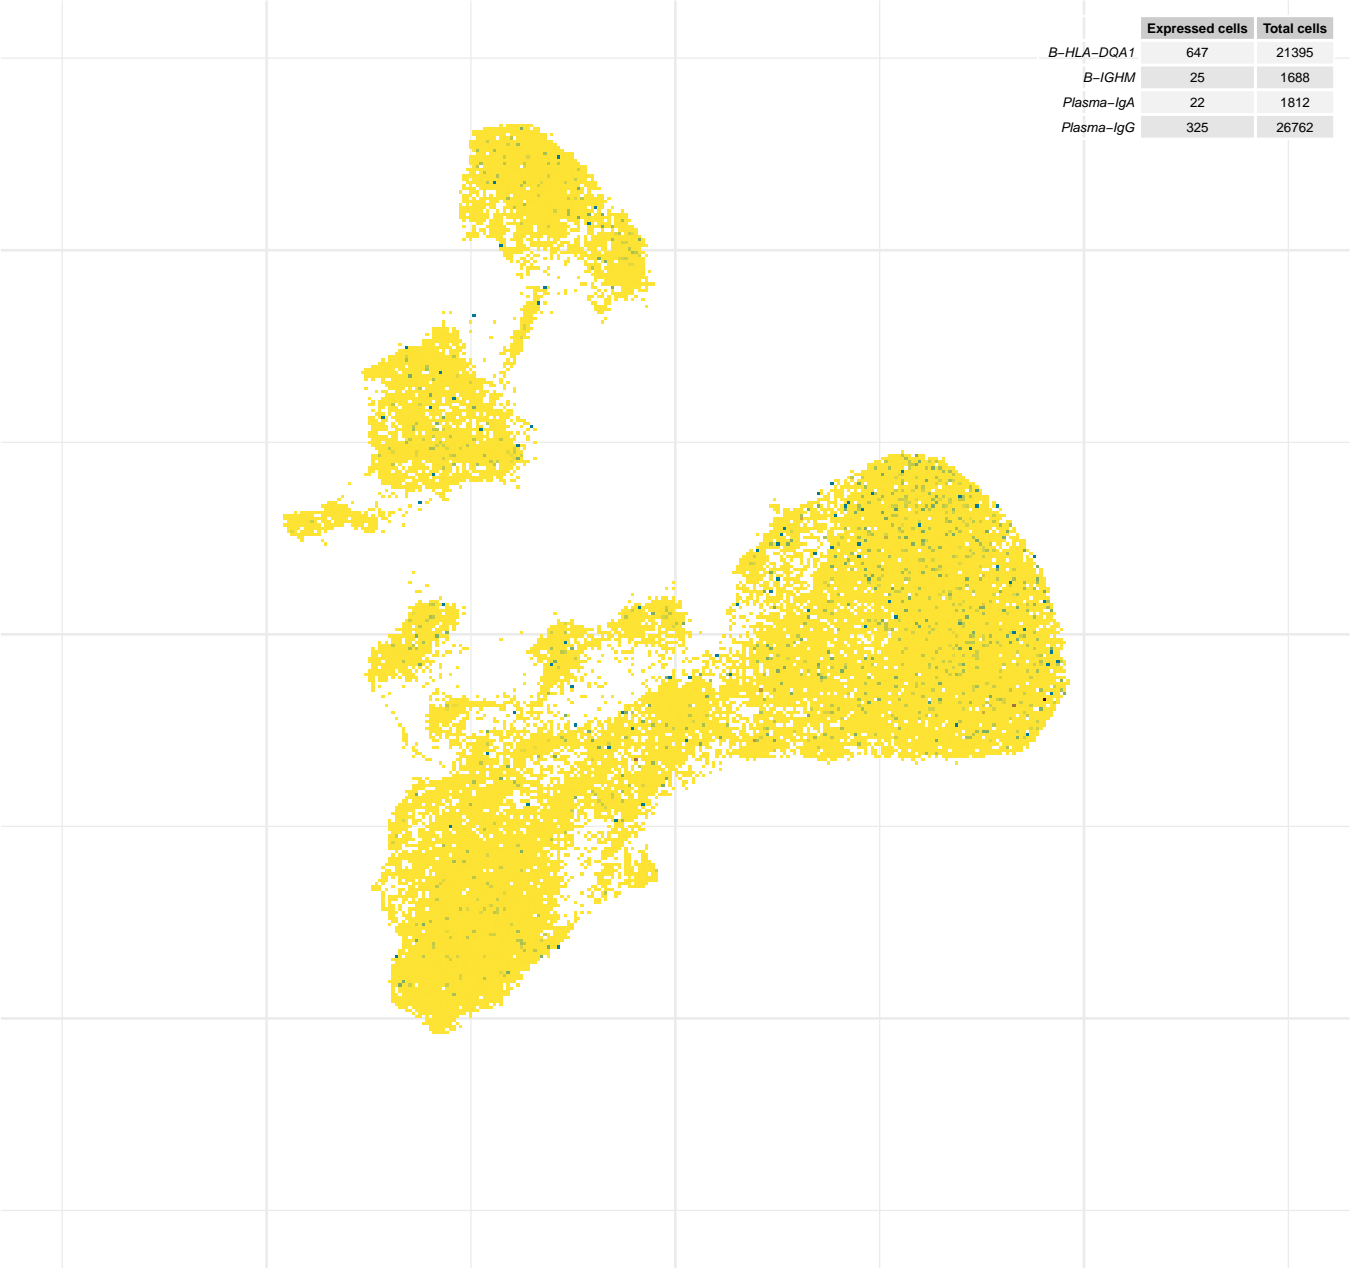 Expressed cells Total cells
B−HLA−DQA1 647 21395
B−IGHM 25 1688
Plasma−IgA 22 1812
Plasma−IgG 325 26762